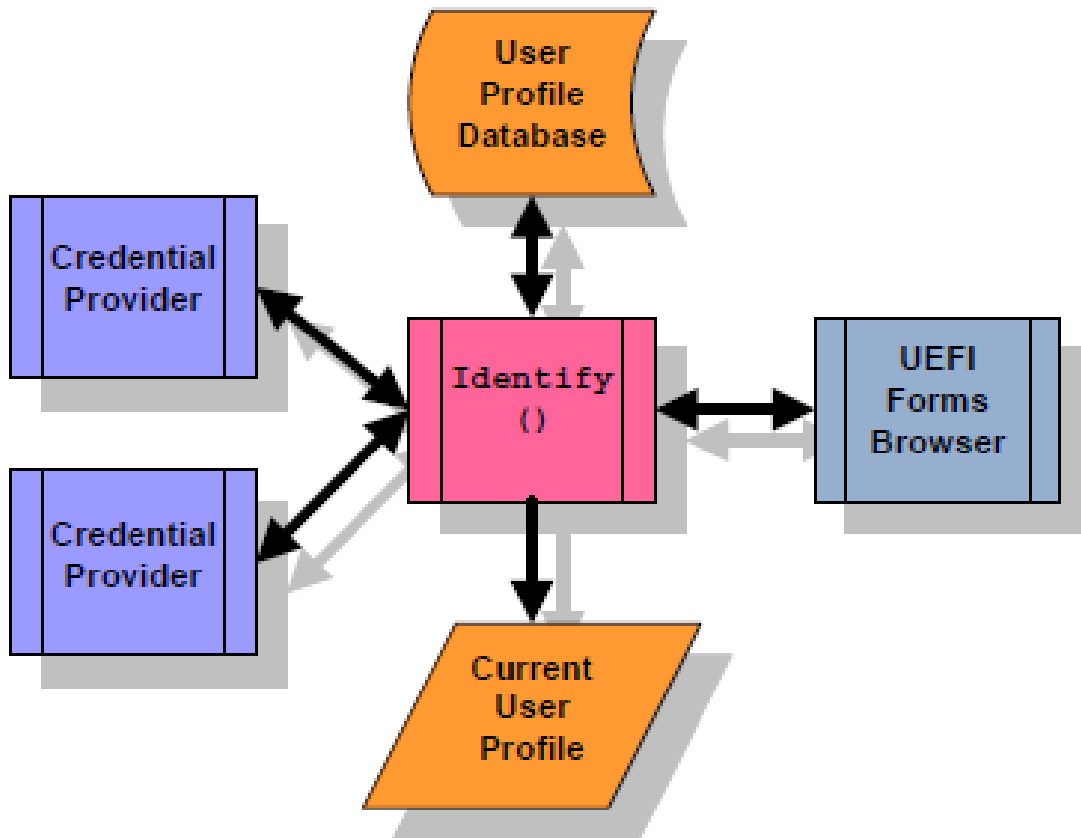 User
Profile
Database
Credential
Provider
Identify
()
UEFI
Forms
Browser
Credential
Provider
Current
User
Profile